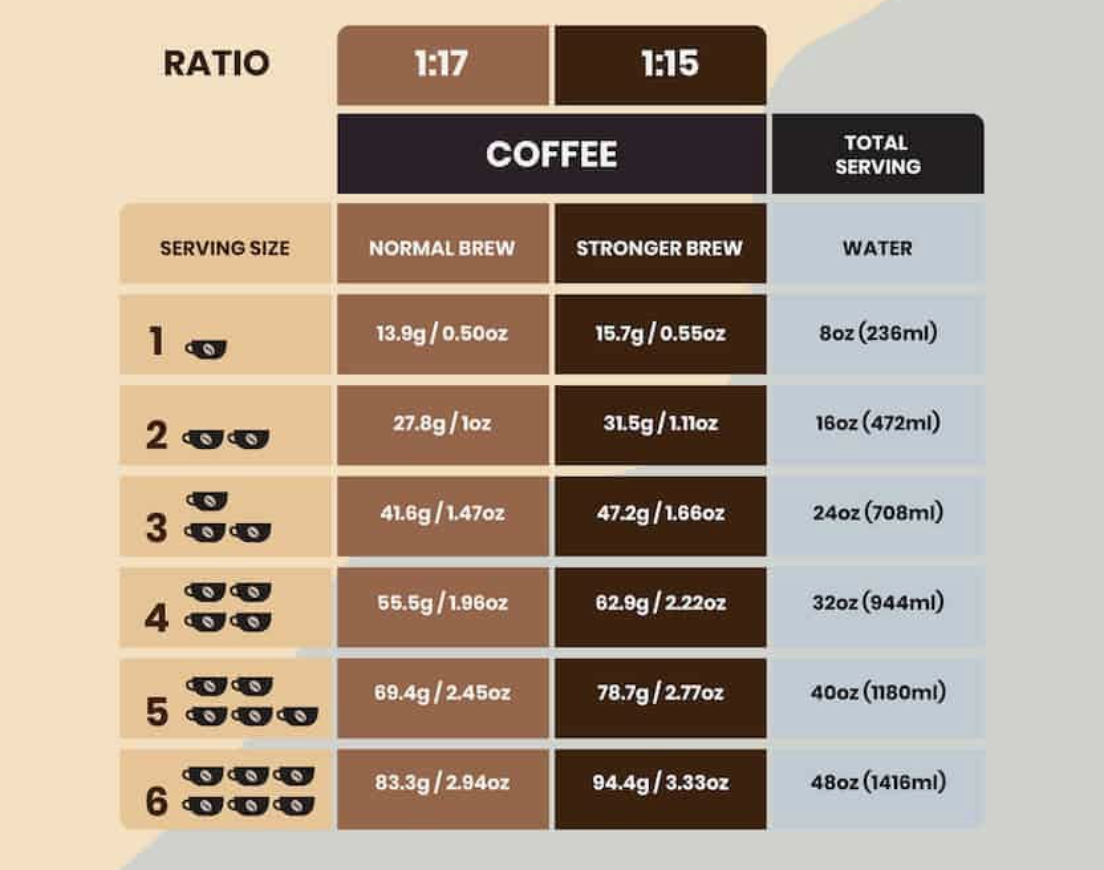 RATIO 1:17 1:15
COFFEE TOTAL SERVING
SERVING SIZE NORMAL BREW STRONGER BREW WATER
1 13.9g / 0.50oz 15.7g / 0.55oz 8oz (236ml)
2 27.8g / 1oz 31.5g / 1.11oz 16oz (472ml)
3 41.6g / 1.47oz 47.2g / 1.66oz 24oz (708ml)
4 55.5g / 1.96oz 62.9g / 2.22oz 32oz (944ml)
5 69.4g / 2.45oz 78.7g / 2.77oz 40oz (1180ml)
6 83.3g / 2.94oz 94.4g / 3.33oz 48oz (1416ml)